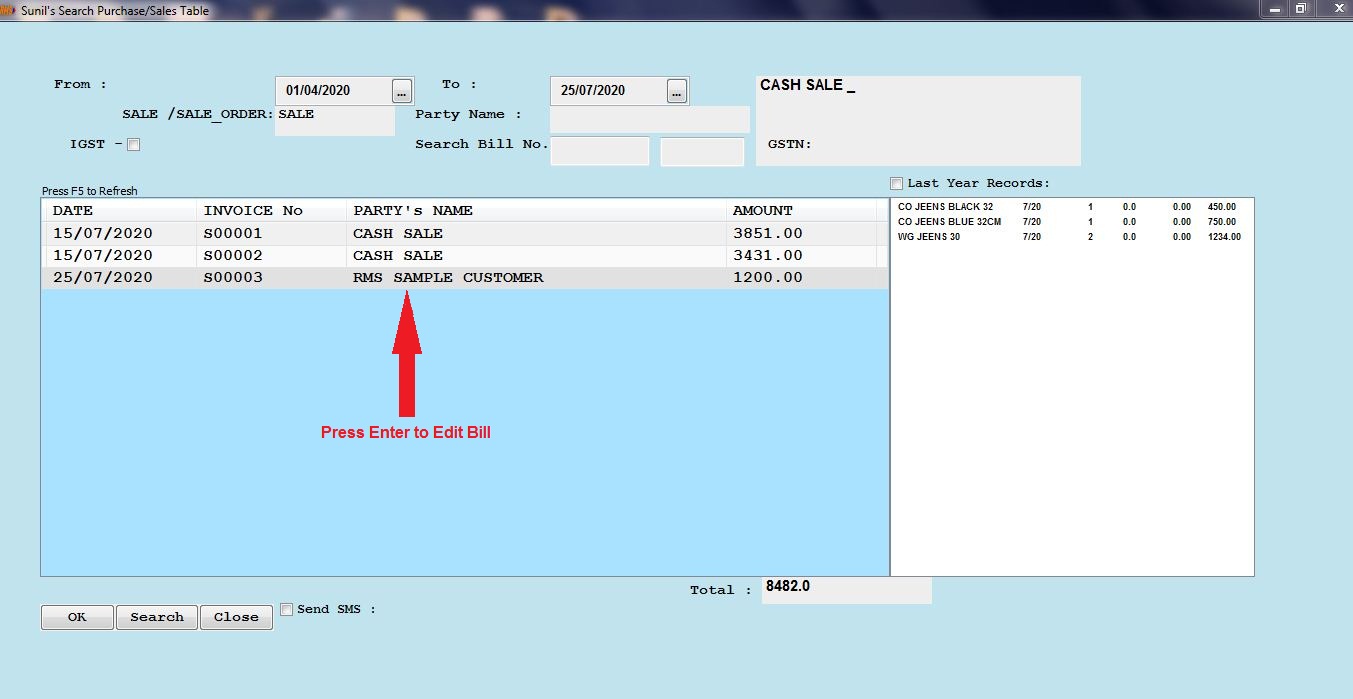 Sunil's Search Purchase/Sales Table
From : 01/04/2020 ... To : 25/07/2020 ... CASH SALE _
SALE /SALE_ORDER: SALE Party Name :
IGST - Search Bill No. GSTN:
Press F5 to Refresh Last Year Records:
DATE INVOICE No PARTY's NAME AMOUNT
15/07/2020 S00001 CASH SALE 3851.00
15/07/2020 S00002 CASH SALE 3431.00
25/07/2020 S00003 RMS SAMPLE CUSTOMER 1200.00
CO JEENS BLACK 32 7/20 1 0.0 0.00 450.00
CO JEENS BLUE 32CM 7/20 1 0.0 0.00 750.00
WG JEENS 30 7/20 2 0.0 0.00 1234.00
Press Enter to Edit Bill
Total : 8482.0
OK Search Close Send SMS :